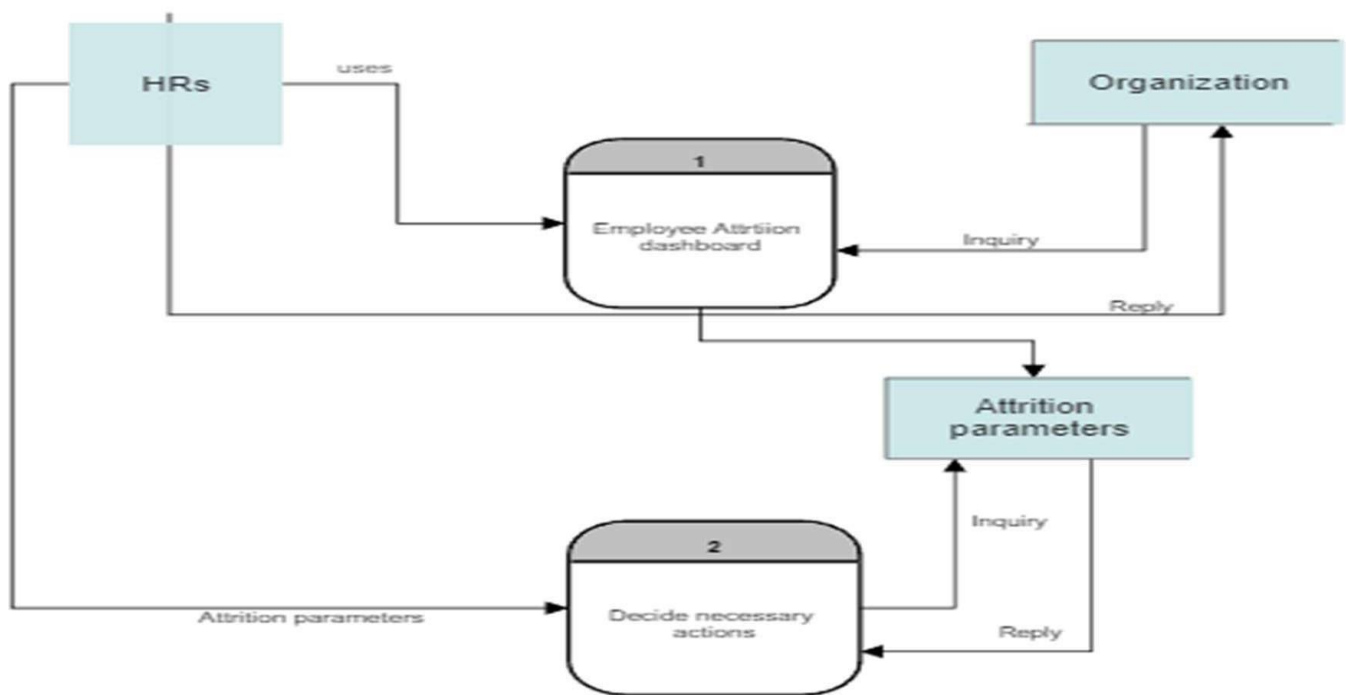 HRs
uses
Organization
1
Employee Attrtiion
dashboard
Inquiry
Reply
Attrition
parameters
Inquiry
2
Decide necessary
actions
Attrition parameters
Reply